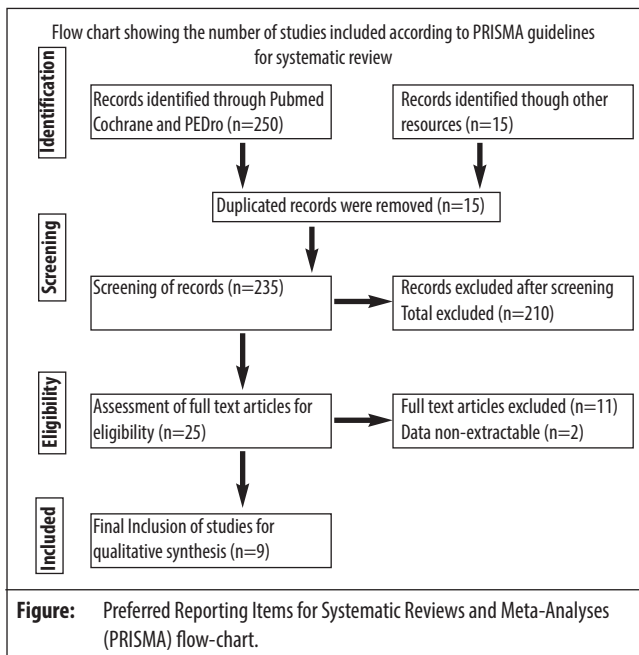 Flow chart showing the number of studies included according to PRISMA guidelines
for systematic review
Identification
Records identified through Pubmed
Cochrane and PEDro (n=250)
Records identified though other
resources (n=15)
Duplicated records were removed (n=15)
Screening
Screening of records (n=235)
Records excluded after screening
Total excluded (n=210)
Eligibility
Assessment of full text articles for
eligibility (n=25)
Full text articles excluded (n=11)
Data non-extractable (n=2)
Included
Final Inclusion of studies for
qualitative synthesis (n=9)
Figure: Preferred Reporting Items for Systematic Reviews and Meta-Analyses
(PRISMA) flow-chart.